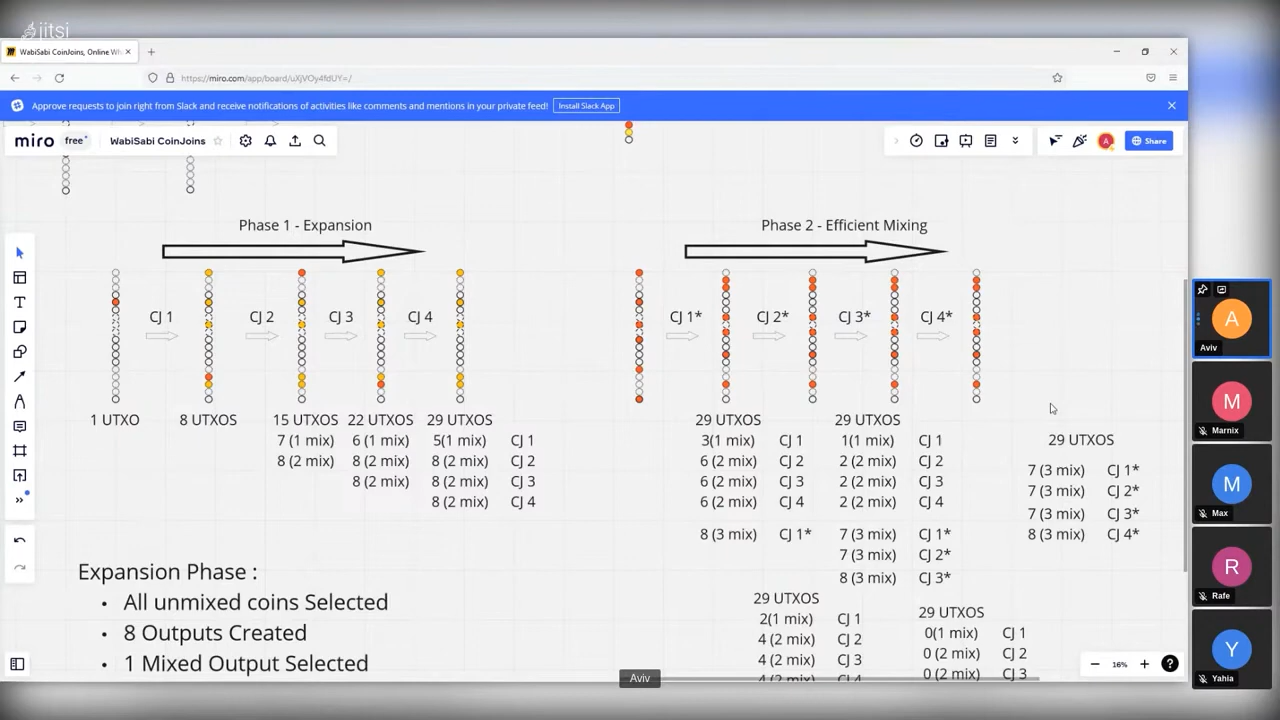 jitsi
WabiSabi CoinJoins, Online Wh
https://miro.com/app/board/uXjVOy4fdUY=/
Approve requests to join right from Slack and receive notifications of activities like comments and mentions in your private feed!
Install Slack App
miro
free
WabiSabi CoinJoins
A
Share
Phase 1 - Expansion
CJ 1
CJ 2
CJ 3
CJ 4
1 UTXO
8 UTXOS
15 UTXOS
7 (1 mix)
8 (2 mix)
22 UTXOS
6 (1 mix)
8 (2 mix)
8 (2 mix)
29 UTXOS
5(1 mix) CJ 1
8 (2 mix) CJ 2
8 (2 mix) CJ 3
8 (2 mix) CJ 4
Phase 2 - Efficient Mixing
CJ 1*
CJ 2*
CJ 3*
CJ 4*
29 UTXOS
3(1 mix) CJ 1
6 (2 mix) CJ 2
6 (2 mix) CJ 3
6 (2 mix) CJ 4
8 (3 mix) CJ 1*
29 UTXOS
1(1 mix) CJ 1
2 (2 mix) CJ 2
2 (2 mix) CJ 3
2 (2 mix) CJ 4
7 (3 mix) CJ 1*
7 (3 mix) CJ 2*
8 (3 mix) CJ 3*
29 UTXOS
7 (3 mix) CJ 1*
7 (3 mix) CJ 2*
7 (3 mix) CJ 3*
8 (3 mix) CJ 4*
29 UTXOS
2(1 mix) CJ 1
4 (2 mix) CJ 2
4 (2 mix) CJ 3
4 (2 mix) CJ 4
29 UTXOS
0(1 mix) CJ 1
0 (2 mix) CJ 2
0 (2 mix) CJ 3
Expansion Phase :
• All unmixed coins Selected
• 8 Outputs Created
• 1 Mixed Output Selected
16%
?
Aviv
A
Aviv
M
Marnix
M
Max
R
Rafe
Y
Yahia